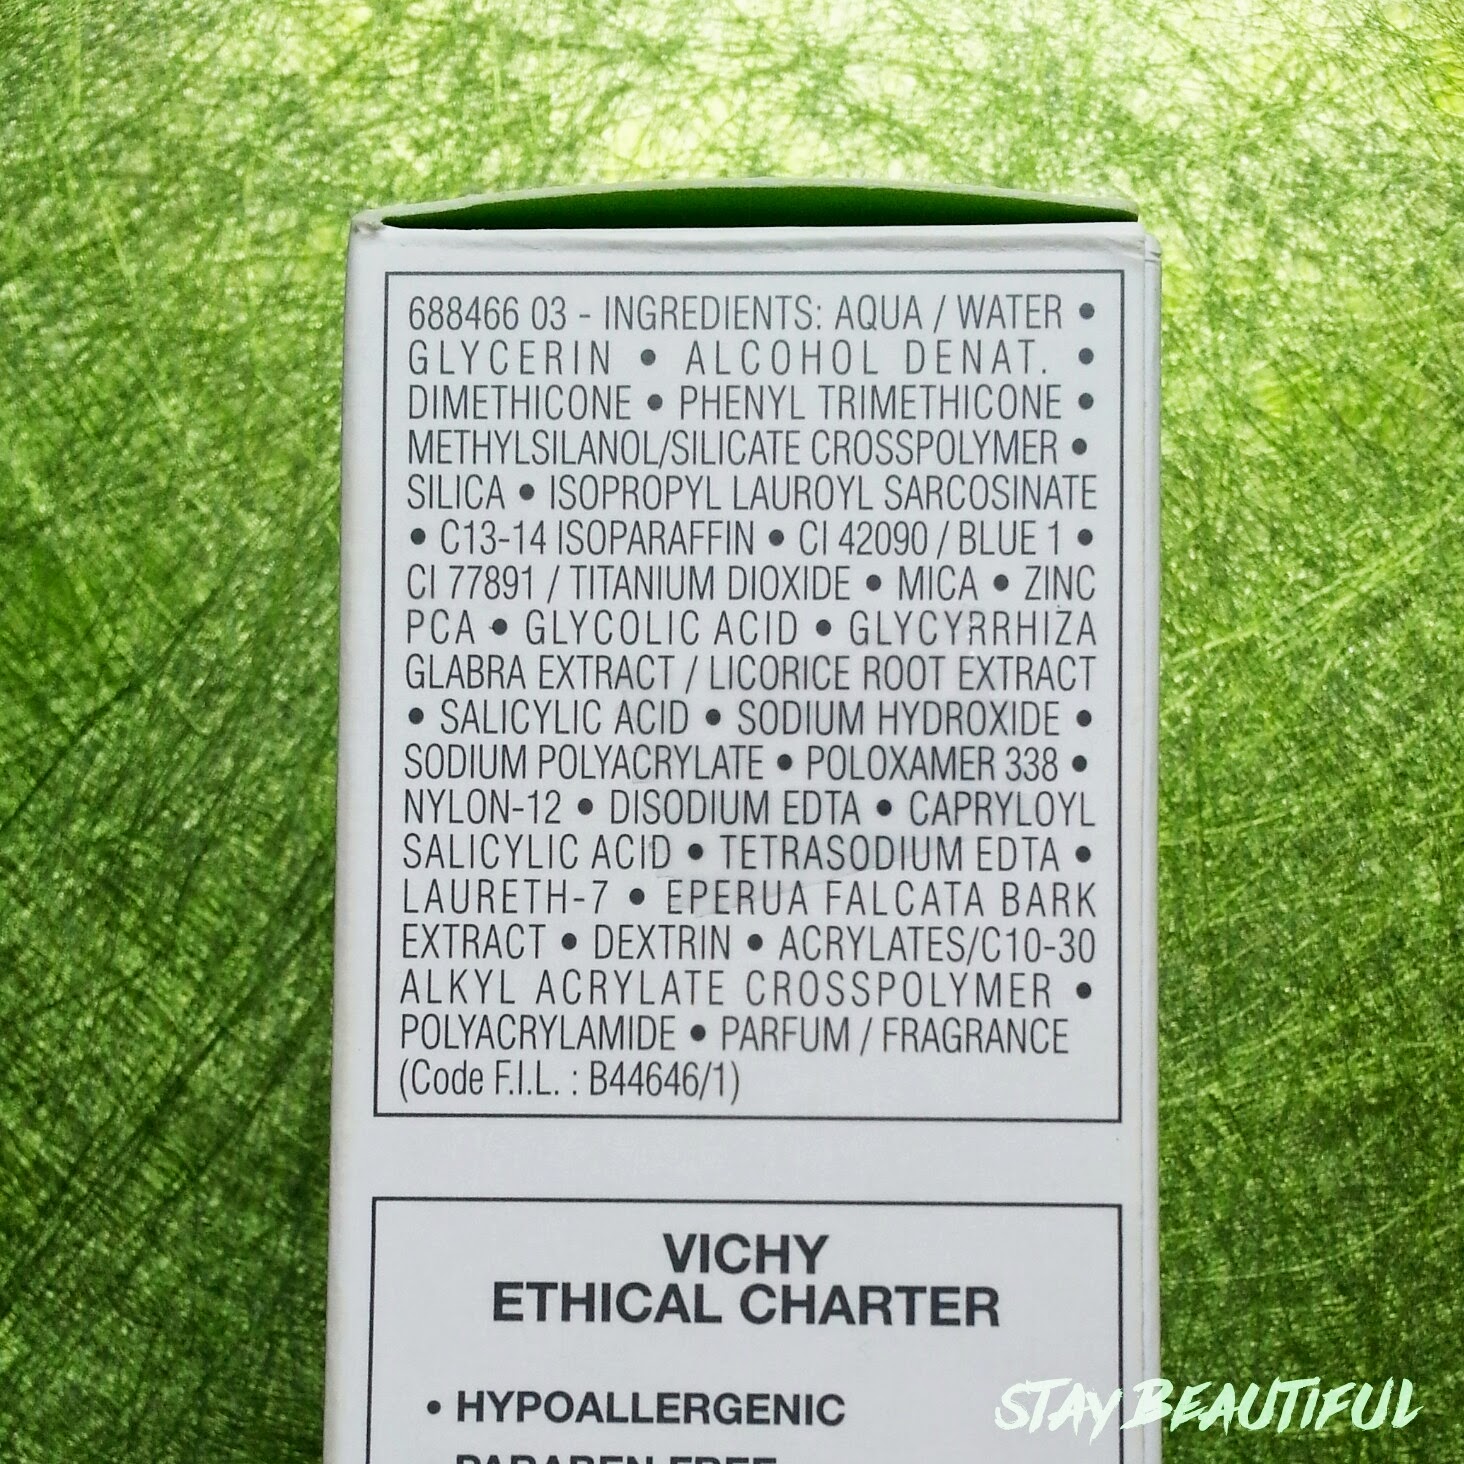 688466 03 - INGREDIENTS: AQUA / WATER •
GLYCERIN • ALCOHOL DENAT. •
DIMETHICONE • PHENYL TRIMETHICONE •
METHYLSILANOL/SILICATE CROSSPOLYMER •
SILICA • ISOPROPYL LAUROYL SARCOSINATE
• C13-14 ISOPARAFFIN • CI 42090 / BLUE 1 •
CI 77891 / TITANIUM DIOXIDE • MICA • ZINC
PCA • GLYCOLIC ACID • GLYCYRRHIZA
GLABRA EXTRACT / LICORICE ROOT EXTRACT
• SALICYLIC ACID • SODIUM HYDROXIDE •
SODIUM POLYACRYLATE • POLOXAMER 338 •
NYLON-12 • DISODIUM EDTA • CAPRYLOYL
SALICYLIC ACID • TETRASODIUM EDTA •
LAURETH-7 • EPERUA FALCATA BARK
EXTRACT • DEXTRIN • ACRYLATES/C10-30
ALKYL ACRYLATE CROSSPOLYMER •
POLYACRYLAMIDE • PARFUM / FRAGRANCE
(Code F.I.L. : B44646/1)
VICHY
ETHICAL CHARTER
• HYPOALLERGENIC
PARABEN FREE
STAY BEAUTIFUL